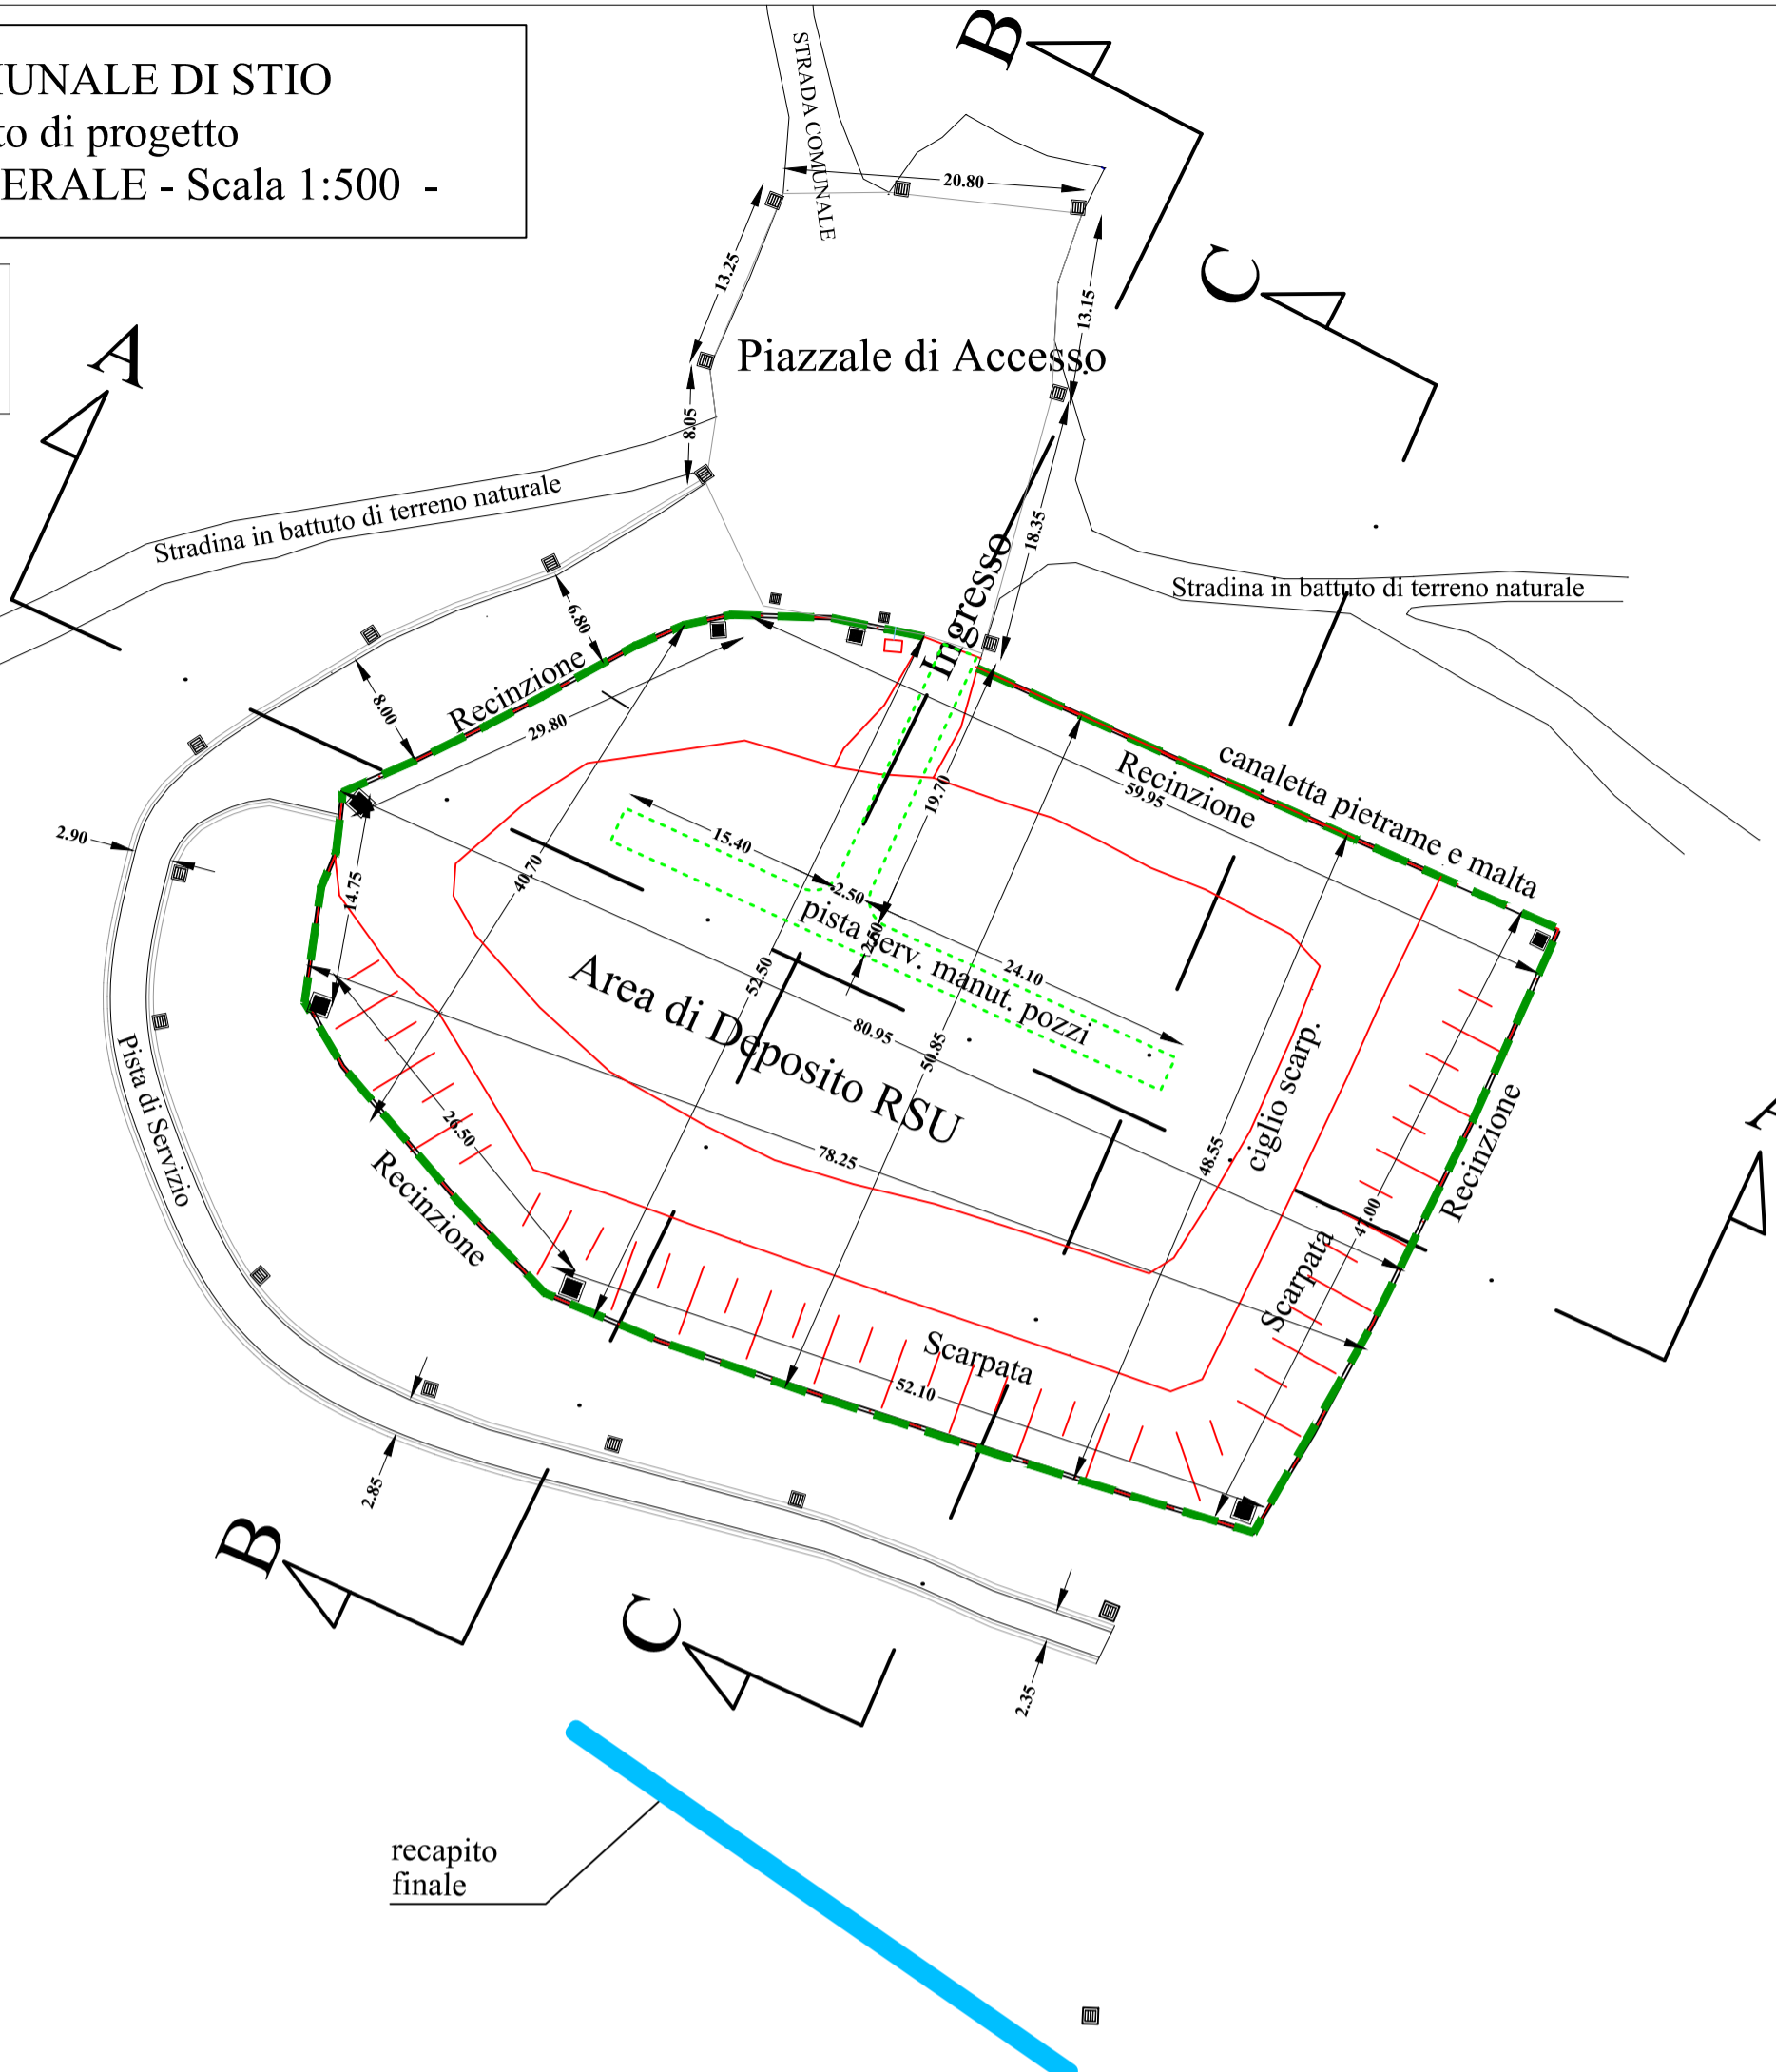 MUNALE DI STIO
to di progetto
ERALE - Scala 1:500 -
B
STRADA COMUNALE
20.80
13.25
C
13.15
A
Piazzale di Accesso
8.05
Stradina in battuto di terreno naturale
18.35
Ingresso
Stradina in battuto di terreno naturale
6.80
Recinzione
8.00
29.80
canaletta pietrame e malta
Recinzione
59.95
2.90
15.40
19.70
40.70
14.75
2.50
pista serv. manut. pozzi
2.50
24.10
52.50
Area di Deposito RSU
80.95
50.85
ciglio scarp.
Pista di Servizio
26.50
78.25
48.55
Recinzione
A
Recinzione
47.00
Scarpata
Scarpata
52.10
2.85
B
C
2.35
recapito
finale